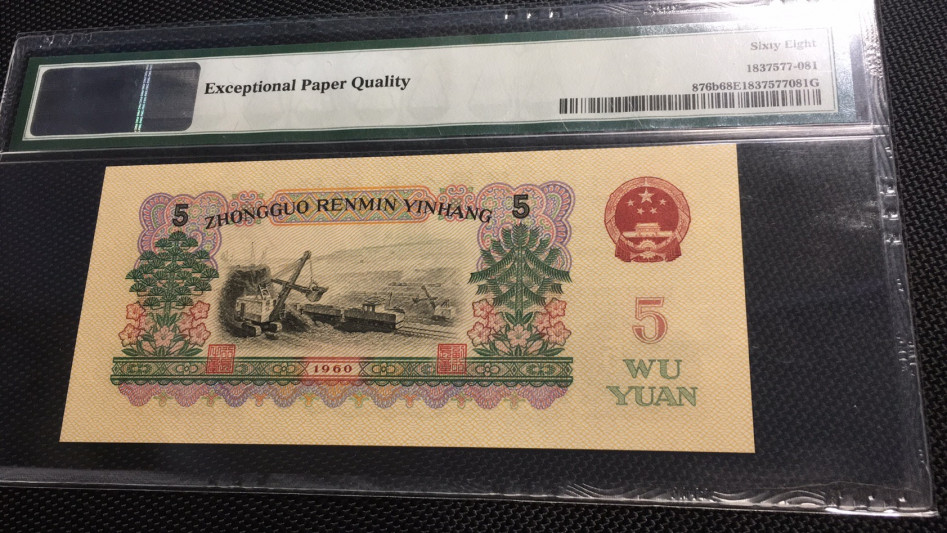 Exceptional Paper Quality
Sixty Eight
1837577-081
876b68E1837577081G
5 ZHONGGUO RENMIN YINHANG 5
1960
5
WU
YUAN